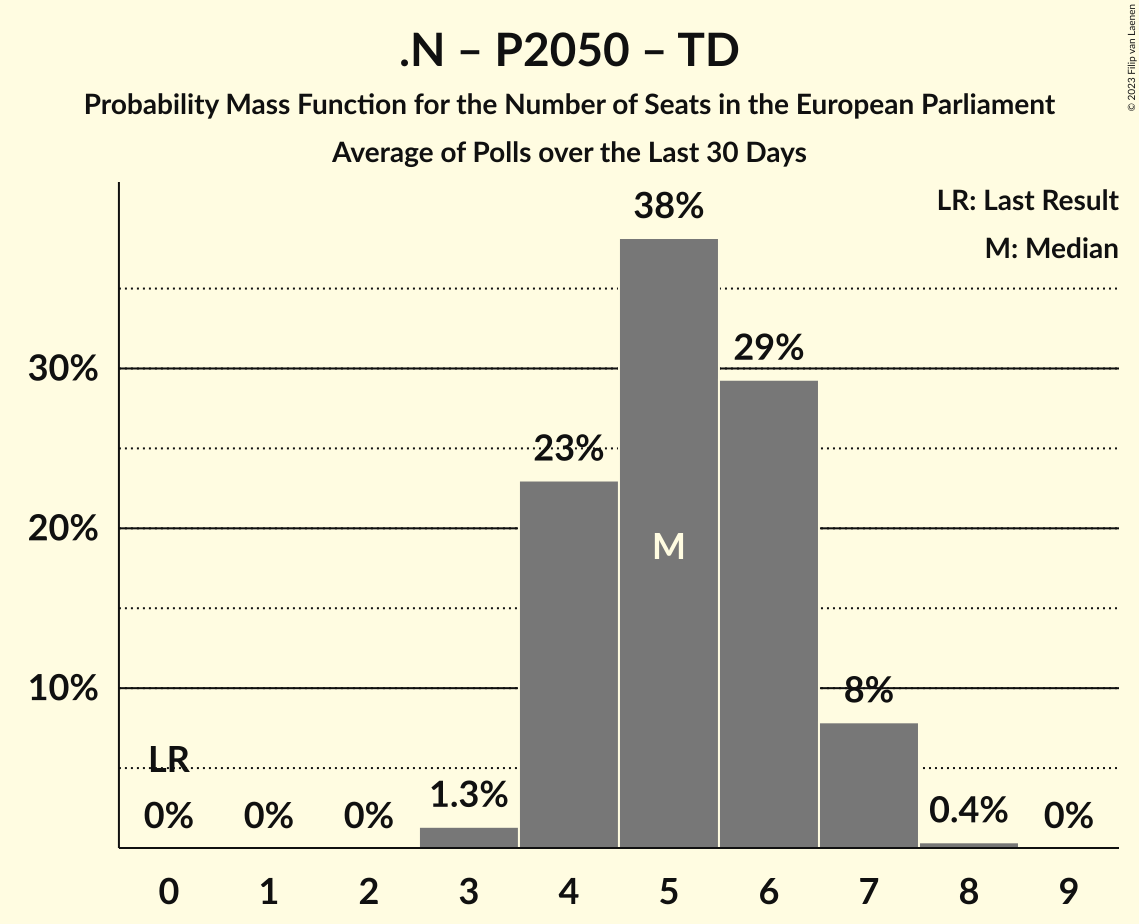 .N – P2050 – TD
Probability Mass Function for the Number of Seats in the European Parliament
Average of Polls over the Last 30 Days
© 2023 Filip van Laenen
LR: Last Result
M: Median
38%
29%
30%
23%
20%
M
10%
8%
LR
0% 0% 0% 1.3% 0.4% 0%
0 1 2 3 4 5 6 7 8 9